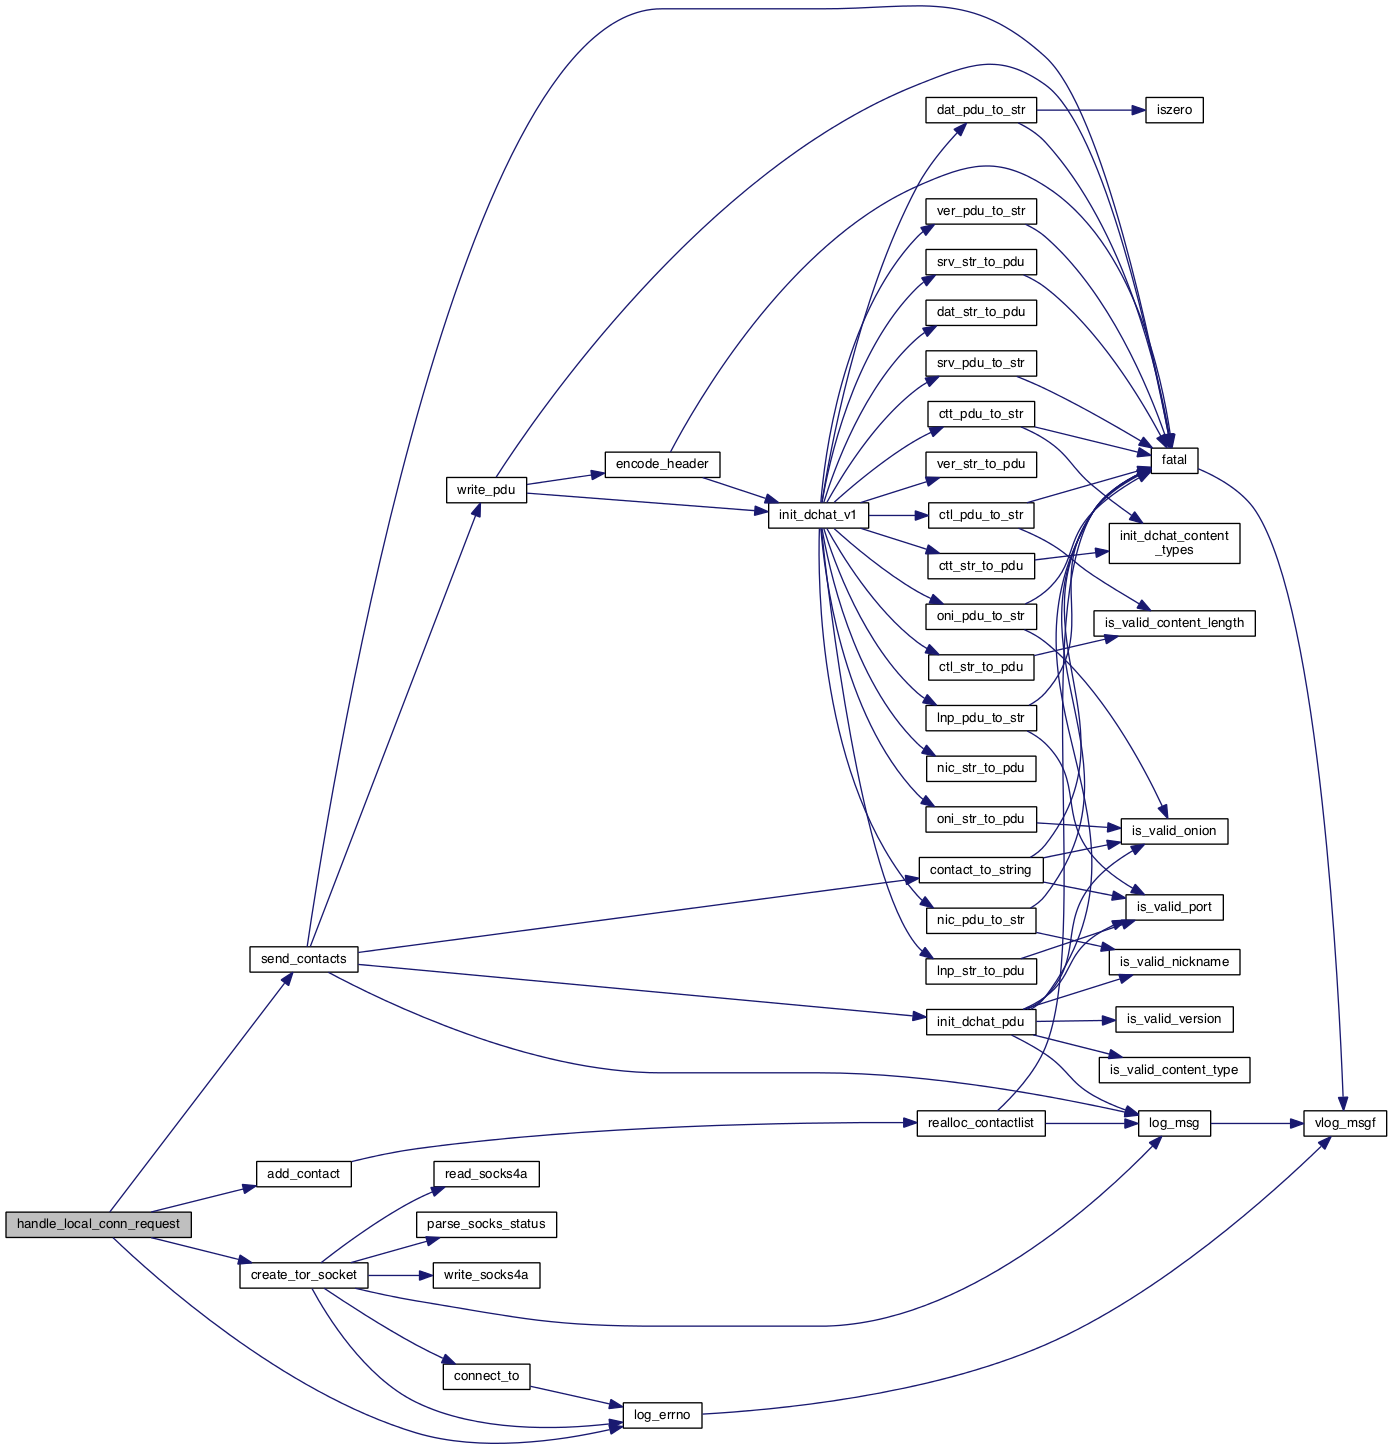 dat_pdu_to_str
iszero
ver_pdu_to_str
srv_str_to_pdu
dat_str_to_pdu
srv_pdu_to_str
ctt_pdu_to_str
ver_str_to_pdu
encode_header
fatal
write_pdu
init_dchat_v1
ctl_pdu_to_str
init_dchat_content
_types
ctt_str_to_pdu
oni_pdu_to_str
is_valid_content_length
ctl_str_to_pdu
lnp_pdu_to_str
nic_str_to_pdu
oni_str_to_pdu
is_valid_onion
contact_to_string
is_valid_port
nic_pdu_to_str
send_contacts
is_valid_nickname
lnp_str_to_pdu
init_dchat_pdu
is_valid_version
is_valid_content_type
realloc_contactlist
log_msg
vlog_msgf
add_contact
read_socks4a
handle_local_conn_request
parse_socks_status
create_tor_socket
write_socks4a
connect_to
log_errno